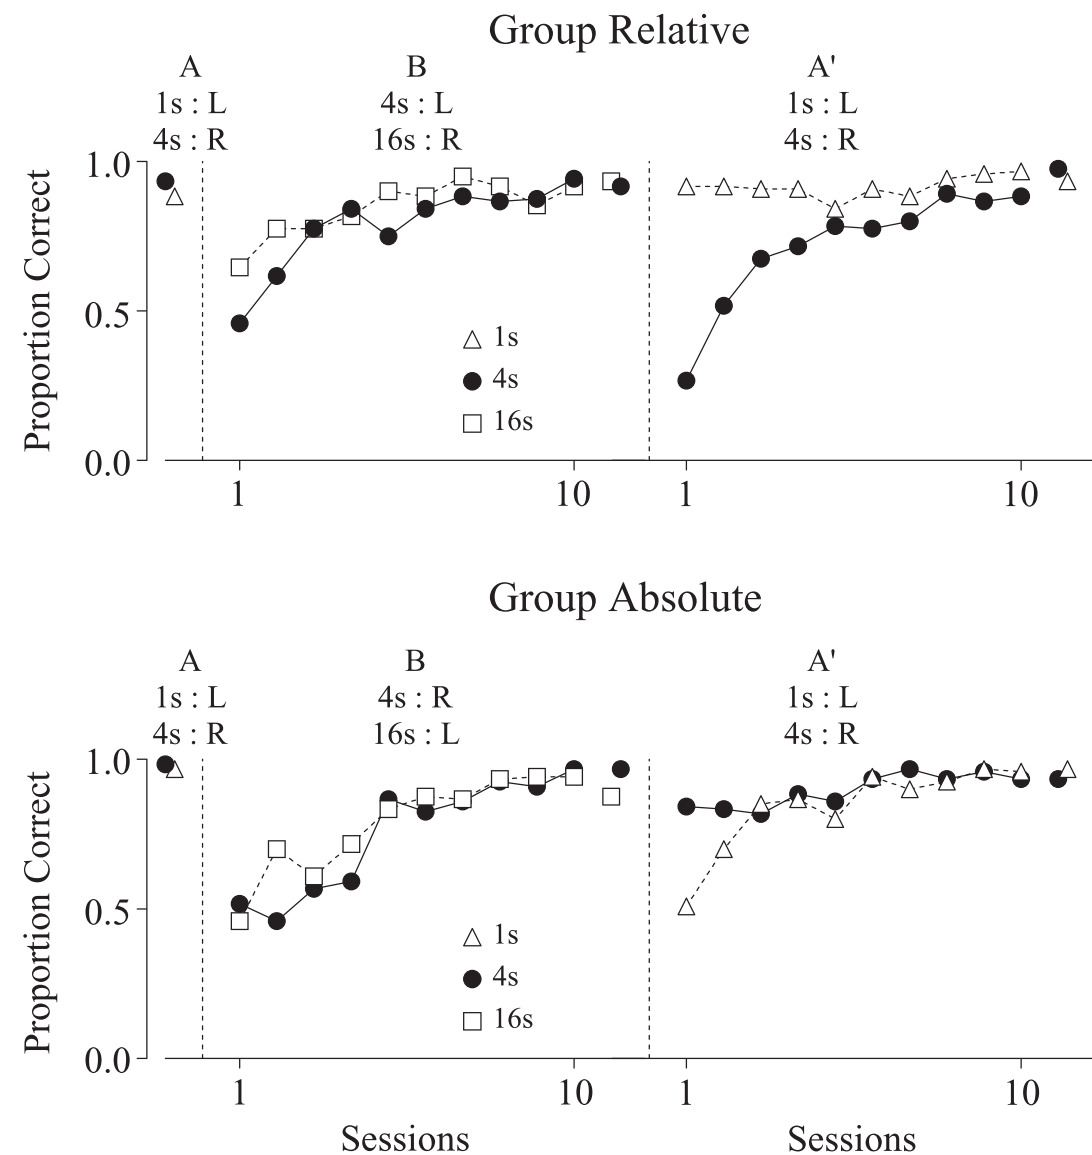 Group Relative
A B A'
1s : L 4s : L 1s : L
4s : R 16s : R 4s : R
1.0
Proportion Correct
0.5
1s
4s
16s
0.0
1 10 1 10
Group Absolute
A B A'
1s : L 4s : R 1s : L
4s : R 16s : L 4s : R
1.0
Proportion Correct
0.5
1s
4s
16s
0.0
1 10 1 10
Sessions Sessions